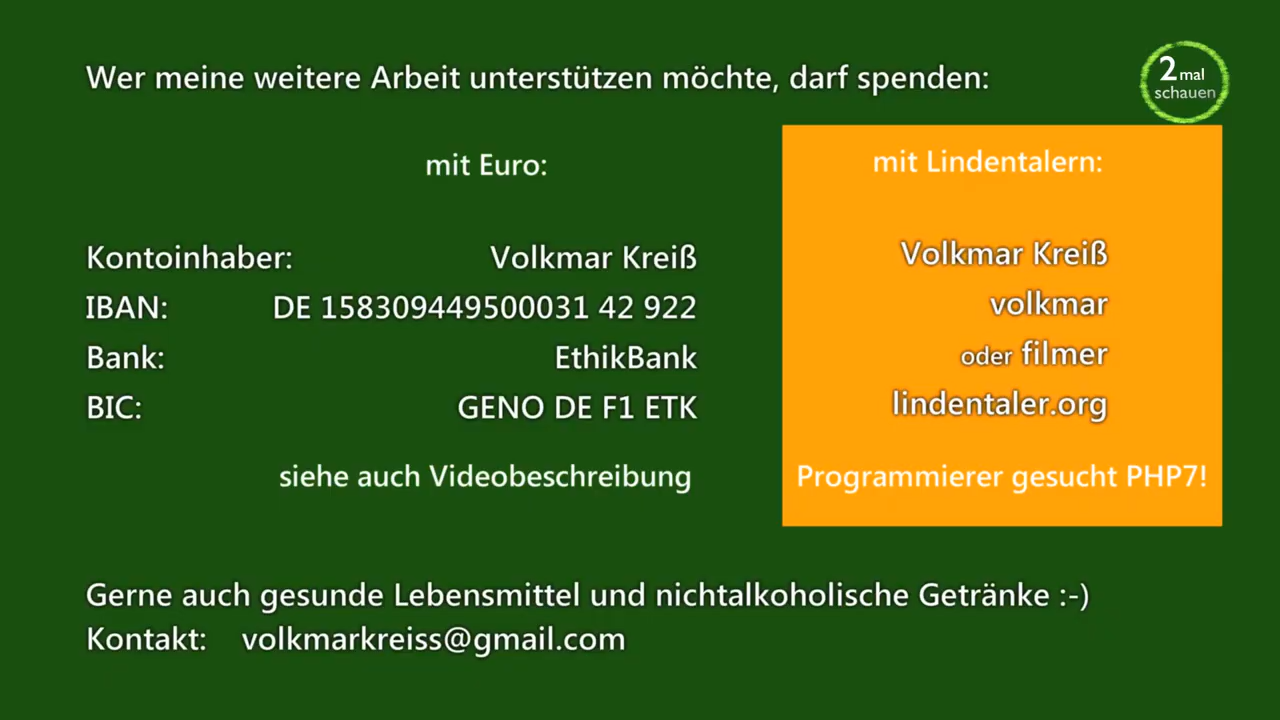 Wer meine weitere Arbeit unterstützen möchte, darf spenden:
2 mal
schauen
mit Euro:
Kontoinhaber: Volkmar Kreiß
IBAN: DE 158309449500031 42 922
Bank: EthikBank
BIC: GENO DE F1 ETK
siehe auch Videobeschreibung
mit Lindentalern:
Volkmar Kreiß
volkmar
oder filmer
lindentaler.org
Programmierer gesucht PHP7!
Gerne auch gesunde Lebensmittel und nichtalkoholische Getränke :-)
Kontakt: volkmarkreiss@gmail.com